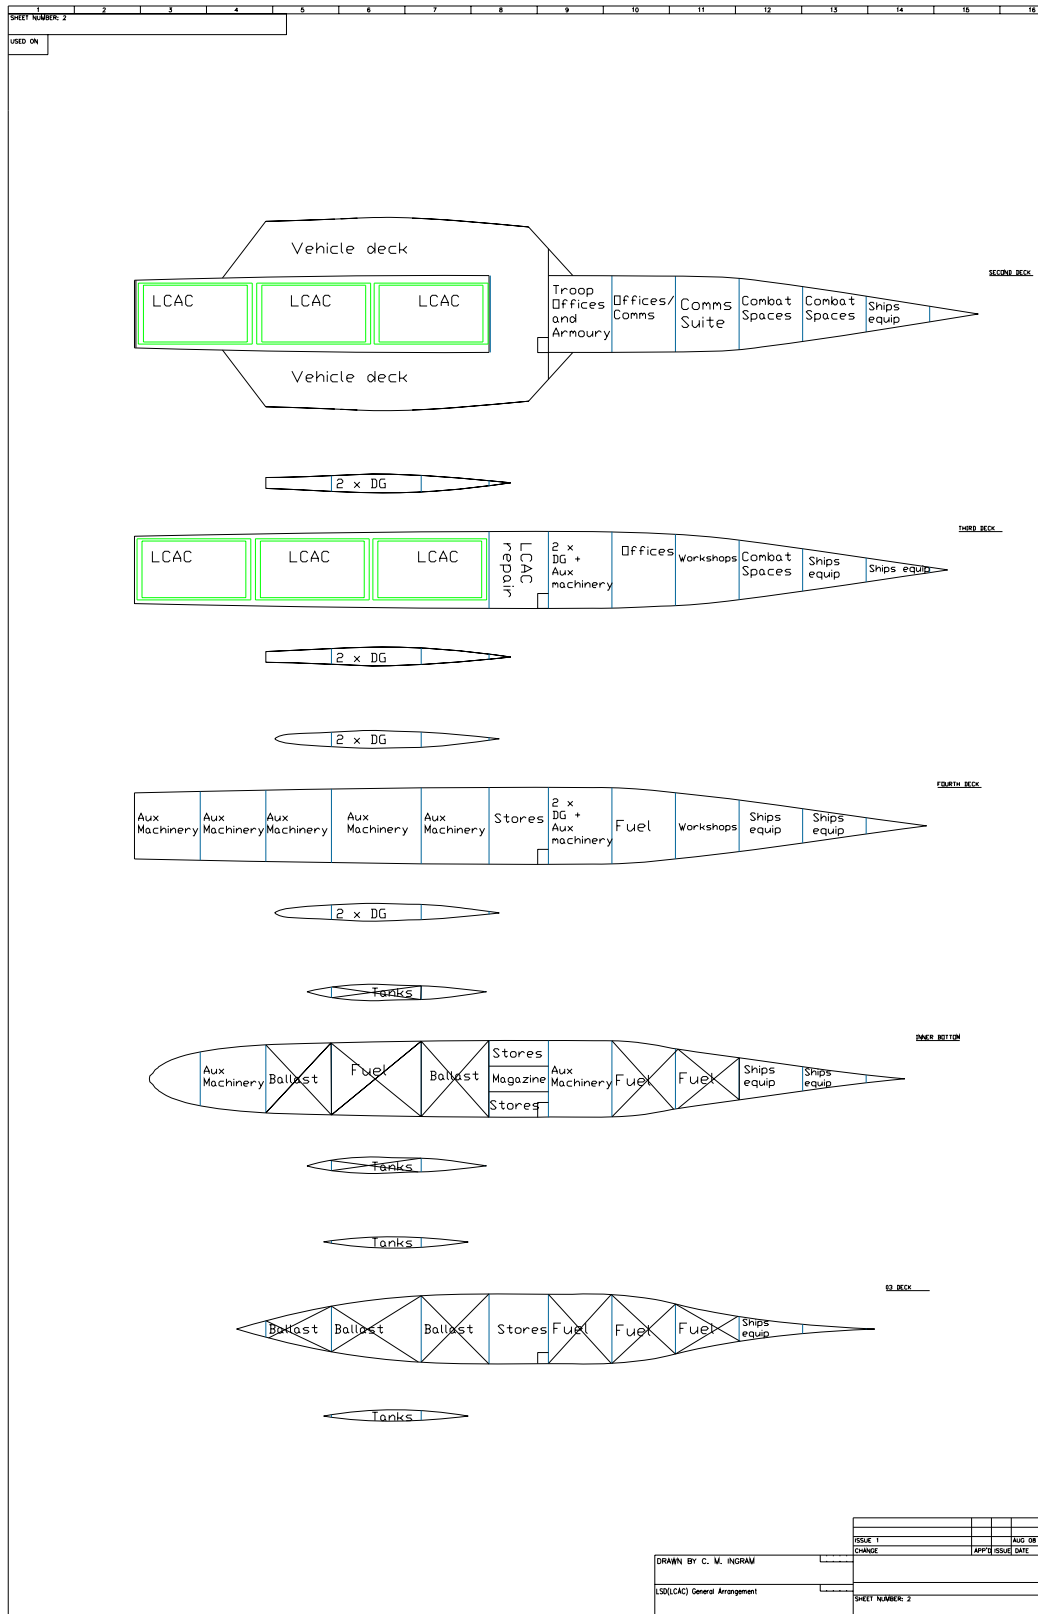 1 2 3 4 5 6 7 8 9 10 11 12 13 14 15 16
SHEET NUMBER: 2
USED ON
Vehicle deck
SECOND DECK
LCAC LCAC LCAC
Troop
Offices
and
Armoury
Offices/
Comms
Comms
Suite
Combat
Spaces
Combat
Spaces
Ships
equip
Vehicle deck
2 x DG
THIRD DECK
LCAC LCAC LCAC
LCAC
repair
2 x
DG +
Aux
machinery
Offices
Workshops
Combat
Spaces
Ships
equip
Ships equip
2 x DG
2 x DG
FOURTH DECK
Aux
Machinery
Aux
Machinery
Aux
Machinery
Aux
Machinery
Aux
Machinery
Stores
2 x
DG +
Aux
machinery
Fuel
Workshops
Ships
equip
Ships
equip
2 x DG
Tanks
INNER BOTTOM
Aux
Machinery
Ballast
Fuel
Ballast
Stores
Magazine
Stores
Aux
Machinery
Fuel
Fuel
Ships
equip
Ships
equip
Tanks
Tanks
03 DECK
Ballast
Ballast
Ballast
Stores
Fuel
Fuel
Fuel
Ships
equip
Tanks
ISSUE 1 AUG 08
CHANGE APP'D ISSUE DATE
DRAWN BY C. M. INGRAM
LSD(LCAC) General Arrangement
SHEET NUMBER: 2